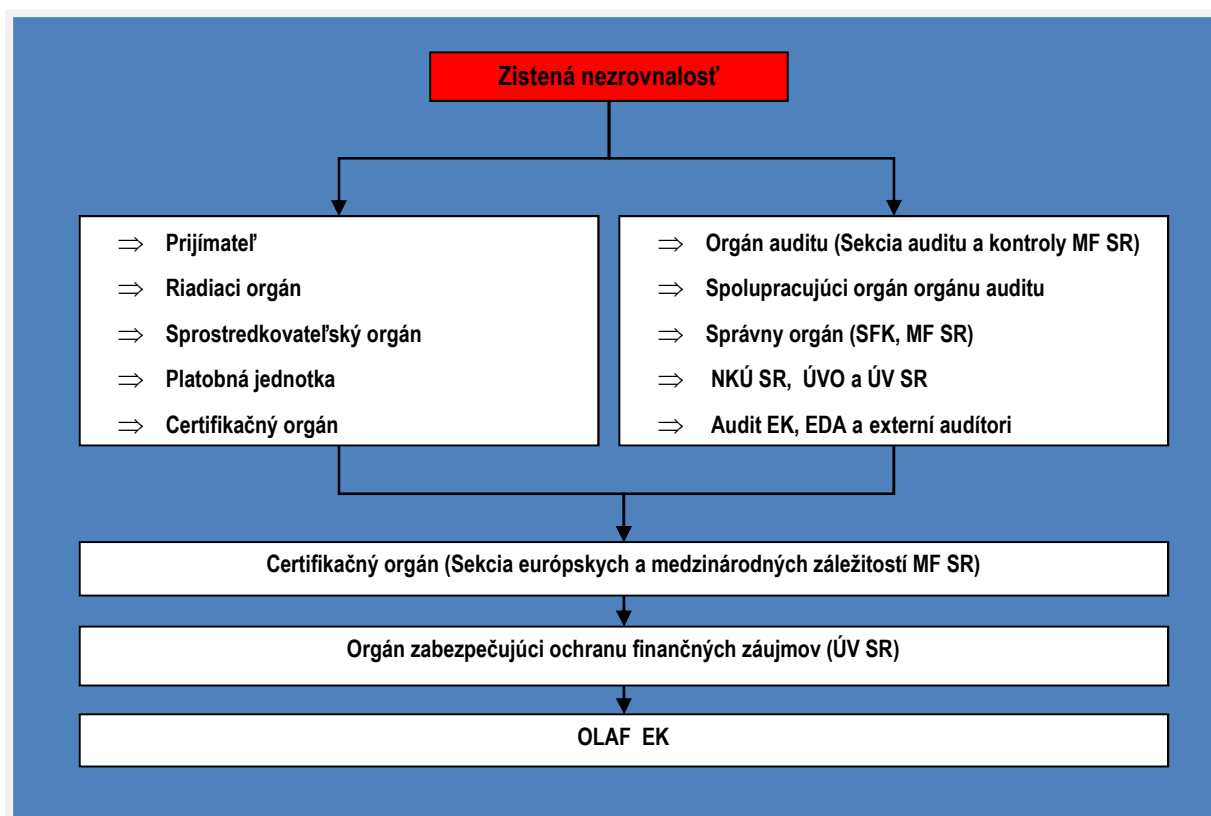 Zistená nezrovnalosť
⇒ Prijímateľ
⇒ Riadiaci orgán
⇒ Sprostredkovateľský orgán
⇒ Platobná jednotka
⇒ Certifikačný orgán
⇒ Orgán auditu (Sekcia auditu a kontroly MF SR)
⇒ Spolupracujúci orgán orgánu auditu
⇒ Správny orgán (SFK, MF SR)
⇒ NKÚ SR, ÚVO a ÚV SR
⇒ Audit EK, EDA a externí audítori
Certifikačný orgán (Sekcia európskych a medzinárodných záležitostí MF SR)
Orgán zabezpečujúci ochranu finančných záujmov (ÚV SR)
OLAF EK